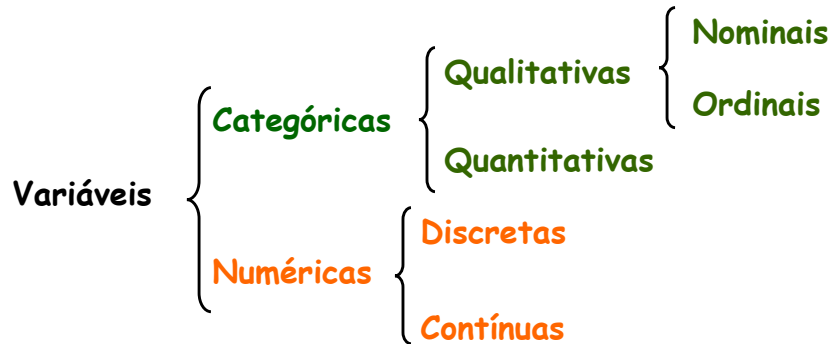 Variáveis
Categóricas
Qualitativas
Nominais
Ordinais
Quantitativas
Numéricas
Discretas
Contínuas